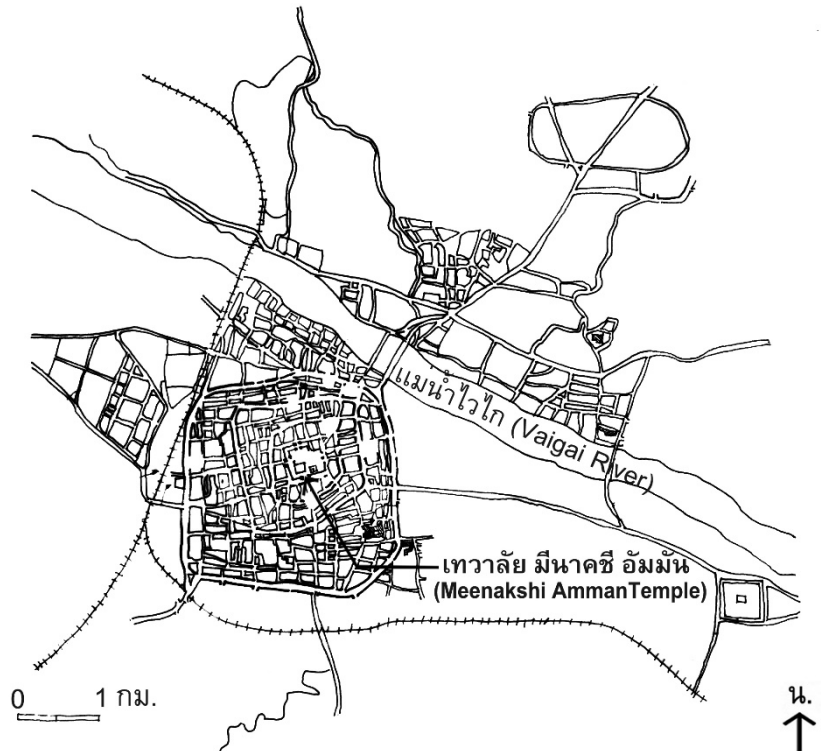 แม่น้ำไวไก (Vaigai River)
เทวาลัย มีนาคชี อัมมัน
(Meenakshi AmmanTemple)
0 1 กม.
น.